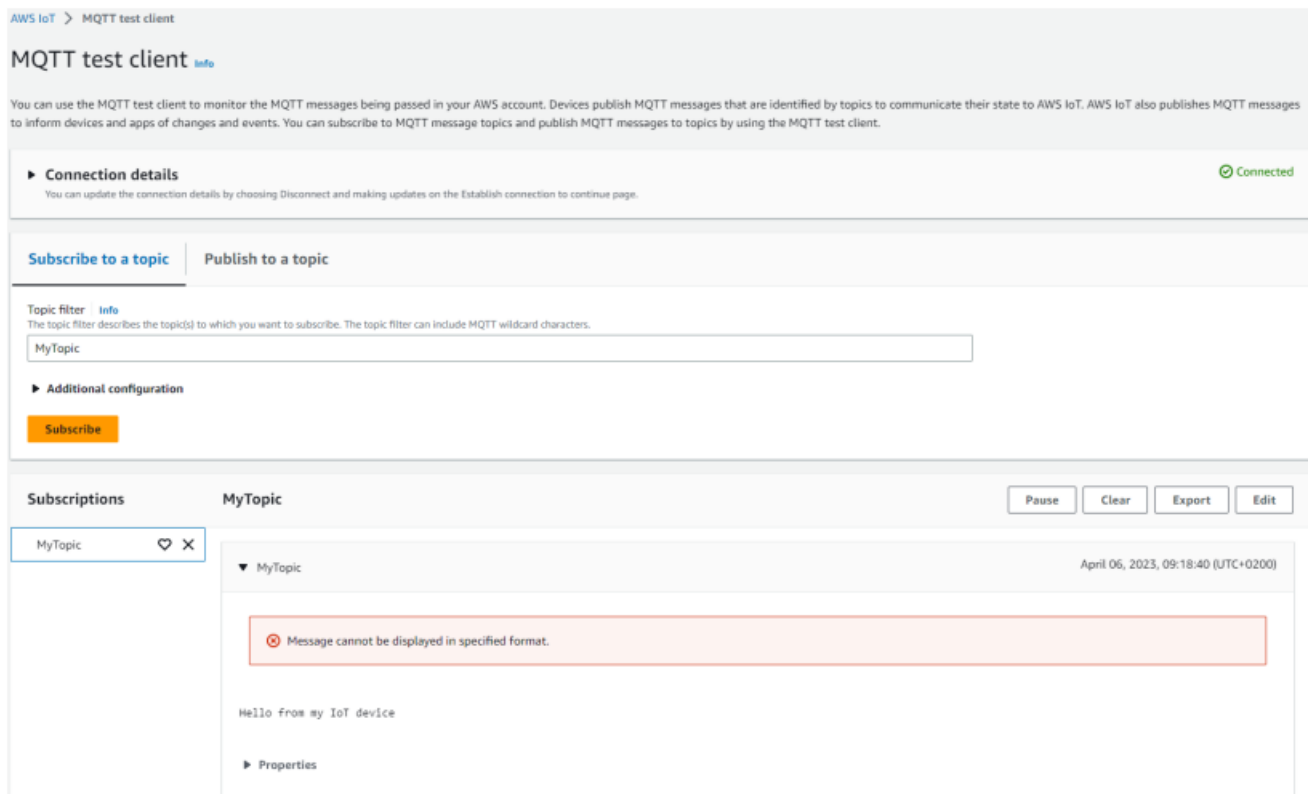 AWS IoT > MQTT test client
MQTT test client Info
You can use the MQTT test client to monitor the MQTT messages being passed in your AWS account. Devices publish MQTT messages that are identified by topics to communicate their state to AWS IoT. AWS IoT also publishes MQTT messages
to inform devices and apps of changes and events. You can subscribe to MQTT message topics and publish MQTT messages to topics by using the MQTT test client.
Connection details
Connected
You can update the connection details by choosing Disconnect and making updates on the Establish connection to continue page.
Subscribe to a topic Publish to a topic
Topic filter Info
The topic filter describes the topic(s) to which you want to subscribe. The topic filter can include MQTT wildcard characters.
MyTopic
Additional configuration
Subscribe
Subscriptions MyTopic Pause Clear Export Edit
MyTopic
MyTopic April 06, 2023, 09:18:40 (UTC+0200)
Message cannot be displayed in specified format.
Hello from my IoT device
Properties